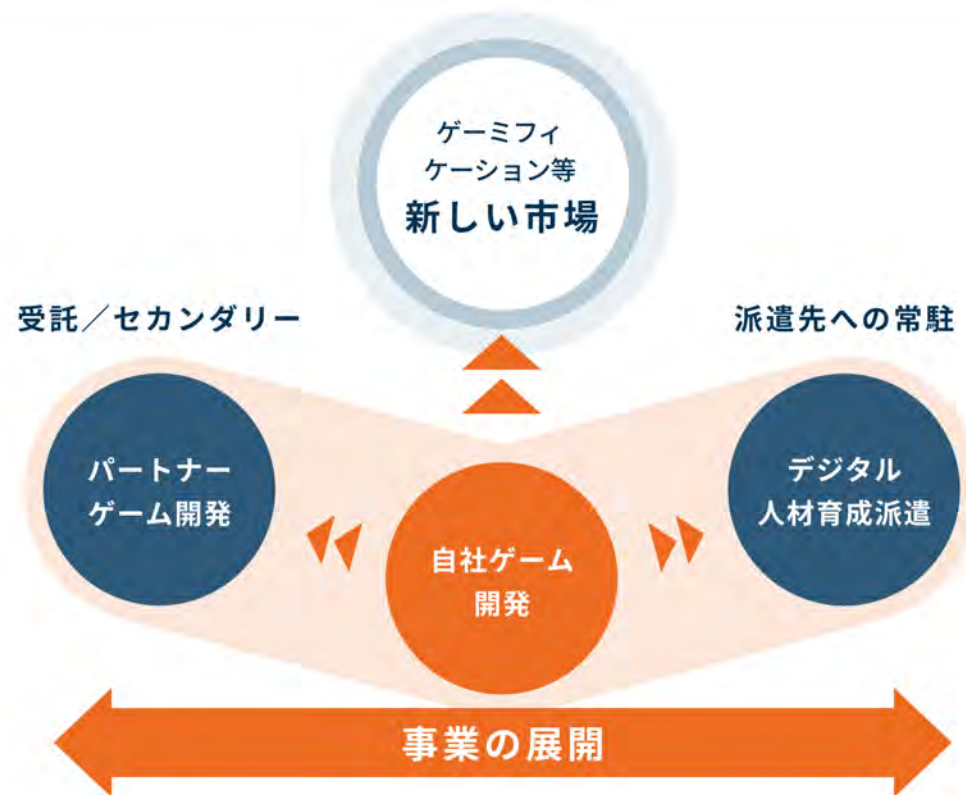 ゲーミフィ
ケーション等
新しい市場
受託／セカンダリー
派遣先への常駐
パートナー
ゲーム開発
自社ゲーム
開発
デジタル
人材育成派遣
事業の展開